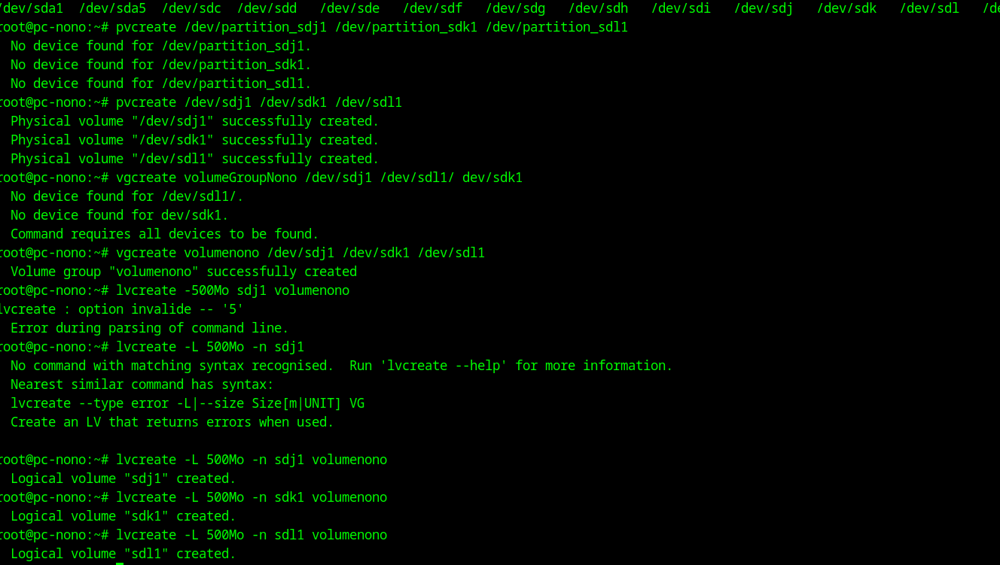 /dev/sda1  /dev/sda5  /dev/sdc  /dev/sdd   /dev/sde   /dev/sdf   /dev/sdg   /dev/sdh   /dev/sdi   /dev/sdj   /dev/sdk   /dev/sdl   /de
root@pc-nono:~# pvcreate /dev/partition_sdj1 /dev/partition_sdk1 /dev/partition_sdl1
  No device found for /dev/partition_sdj1.
  No device found for /dev/partition_sdk1.
  No device found for /dev/partition_sdl1.
root@pc-nono:~# pvcreate /dev/sdj1 /dev/sdk1 /dev/sdl1
  Physical volume "/dev/sdj1" successfully created.
  Physical volume "/dev/sdk1" successfully created.
  Physical volume "/dev/sdl1" successfully created.
root@pc-nono:~# vgcreate volumeGroupNono /dev/sdj1 /dev/sdl1/ dev/sdk1
  No device found for /dev/sdl1/.
  No device found for dev/sdk1.
  Command requires all devices to be found.
root@pc-nono:~# vgcreate volumenono /dev/sdj1 /dev/sdk1 /dev/sdl1
  Volume group "volumenono" successfully created
root@pc-nono:~# lvcreate -500Mo sdj1 volumenono
lvcreate : option invalide -- '5'
  Error during parsing of command line.
root@pc-nono:~# lvcreate -L 500Mo -n sdj1
  No command with matching syntax recognised.  Run 'lvcreate --help' for more information.
  Nearest similar command has syntax:
  lvcreate --type error -L|--size Size[m|UNIT] VG
  Create an LV that returns errors when used.
root@pc-nono:~# lvcreate -L 500Mo -n sdj1 volumenono
  Logical volume "sdj1" created.
root@pc-nono:~# lvcreate -L 500Mo -n sdk1 volumenono
  Logical volume "sdk1" created.
root@pc-nono:~# lvcreate -L 500Mo -n sdl1 volumenono
  Logical volume "sdl1" created.